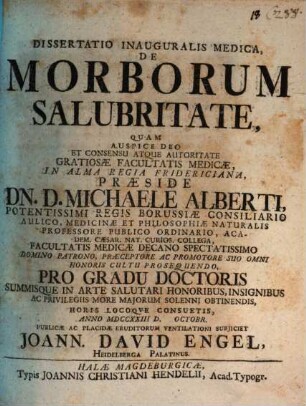 DISSERTATIO INAUGURALIS MEDICA,
DE
MORBORUM
SALUBRITATE,
QUAM
AUSPICE DEO
ET CONSENSU ATQUE AUTORITATE
GRATIOSÆ FACULTATIS MEDICÆ,
IN ALMA REGIA FRIDERICIANA,
PRÆSIDE
DN. D. MICHAELE ALBERTI,
POTENTISSIMI REGIS BORUSSIÆ CONSILIARIO
AULICO, MEDICINÆ ET PHILOSOPHIÆ NATURALIS
PROFESSORE PUBLICO ORDINARIO, ACA-
DEM. CÆSAR. NAT. CURIOS. COLLEGA,
FACULTATIS MEDICÆ DECANO SPECTATISSIMO
DOMINO PATRONO, PRÆCEPTORE AC PROMOTORE SUO OMNI
HONORIS CULTU PROSEQUENDO,
PRO GRADU DOCTORIS
SUMMISQUE IN ARTE SALUTARI HONORIBUS, INSIGNIBUS
AC PRIVILEGIIS MORE MAJORUM SOLENNI OBTINENDIS,
HORIS LOCOQVE CONSUETIS,
ANNO MDCCXXIII D. OCTOBR.
PUBLICÆ AC PLACIDÆ ERUDITORUM VENTILATIONI SUBJICIET
JOANN. DAVID ENGEL,
HEIDELBERGA PALATINUS.
HALÆ MAGDEBURGICÆ,
Typis JOANNIS CHRISTIANI HENDELII, Acad. Typogr.